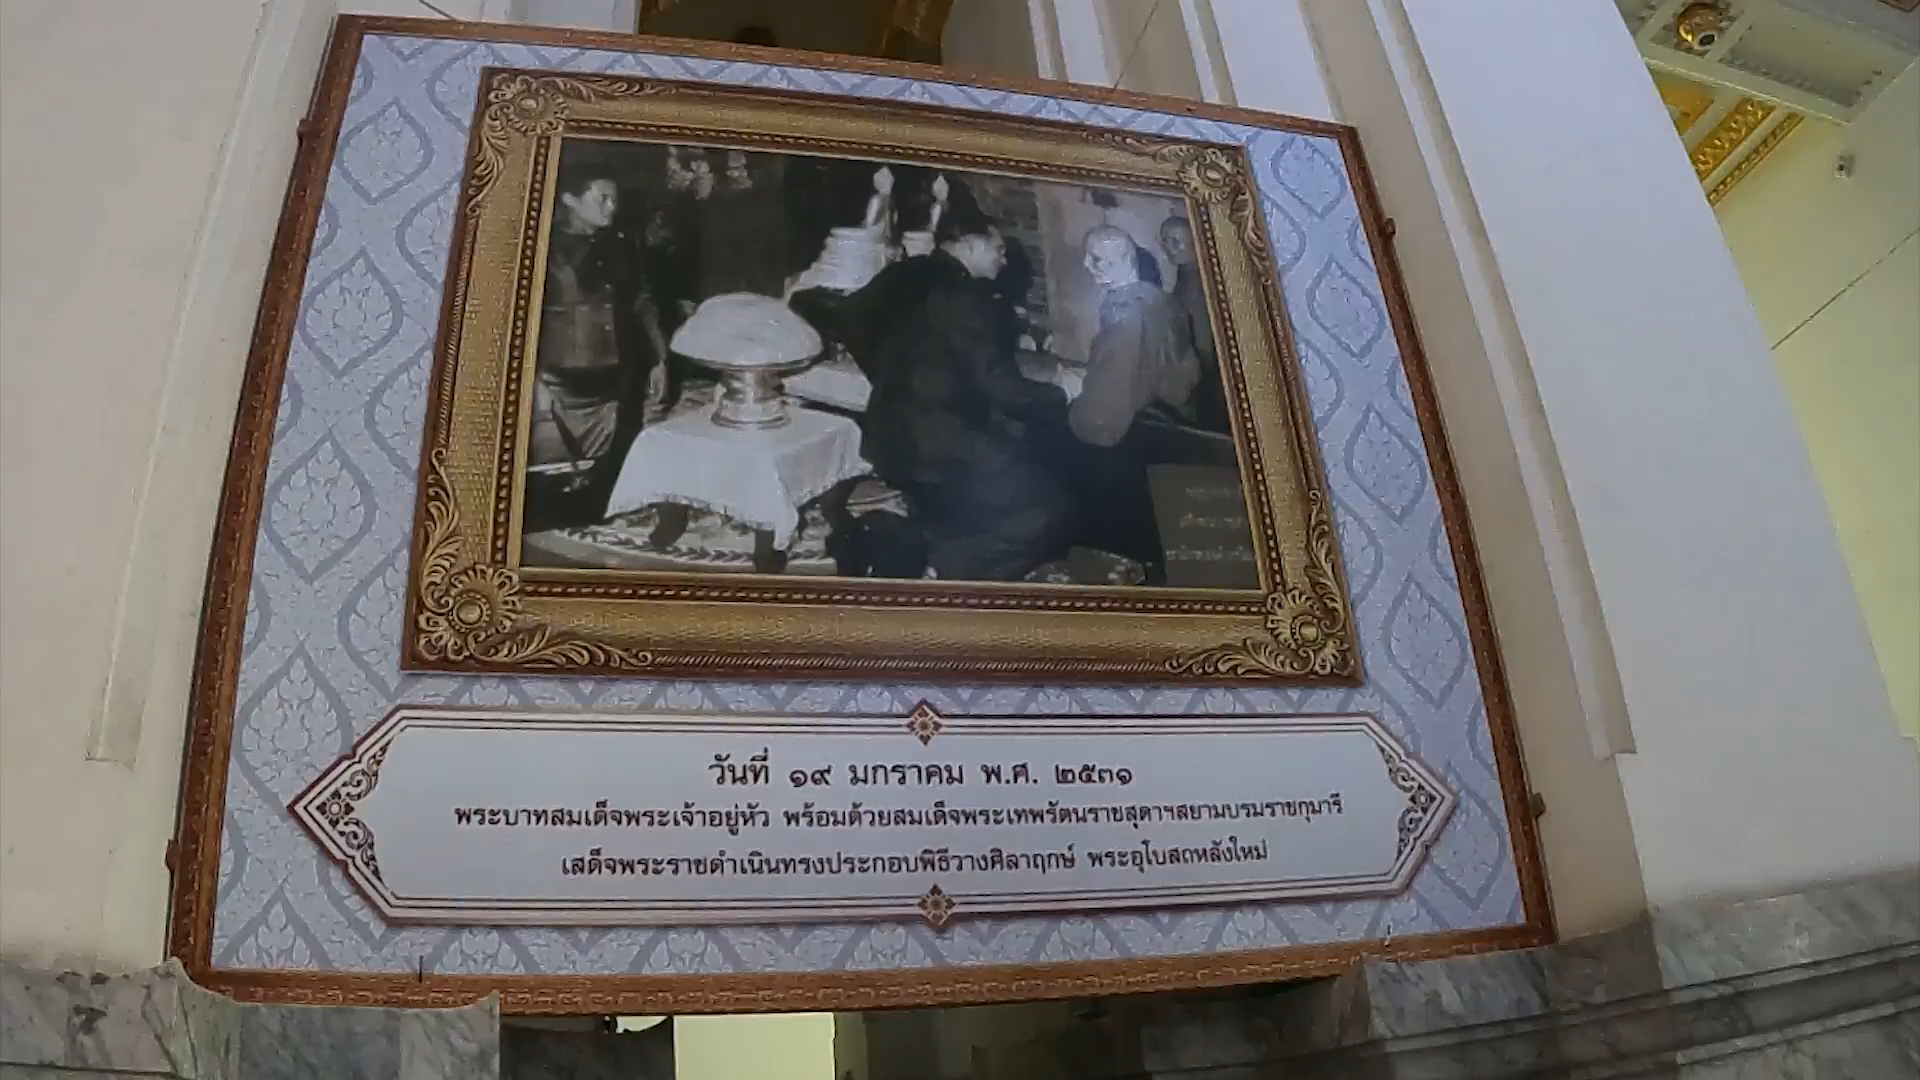 วันที่ ๑๙ มกราคม พ.ศ. ๒๕๓๑
พระบาทสมเด็จพระเจ้าอยู่หัว พร้อมด้วยสมเด็จพระเทพรัตนราชสุดาฯสยามบรมราชกุมารี
เสด็จพระราชดำเนินทรงประกอบพิธีวางศิลาฤกษ์ พระอุโบสถหลังใหม่